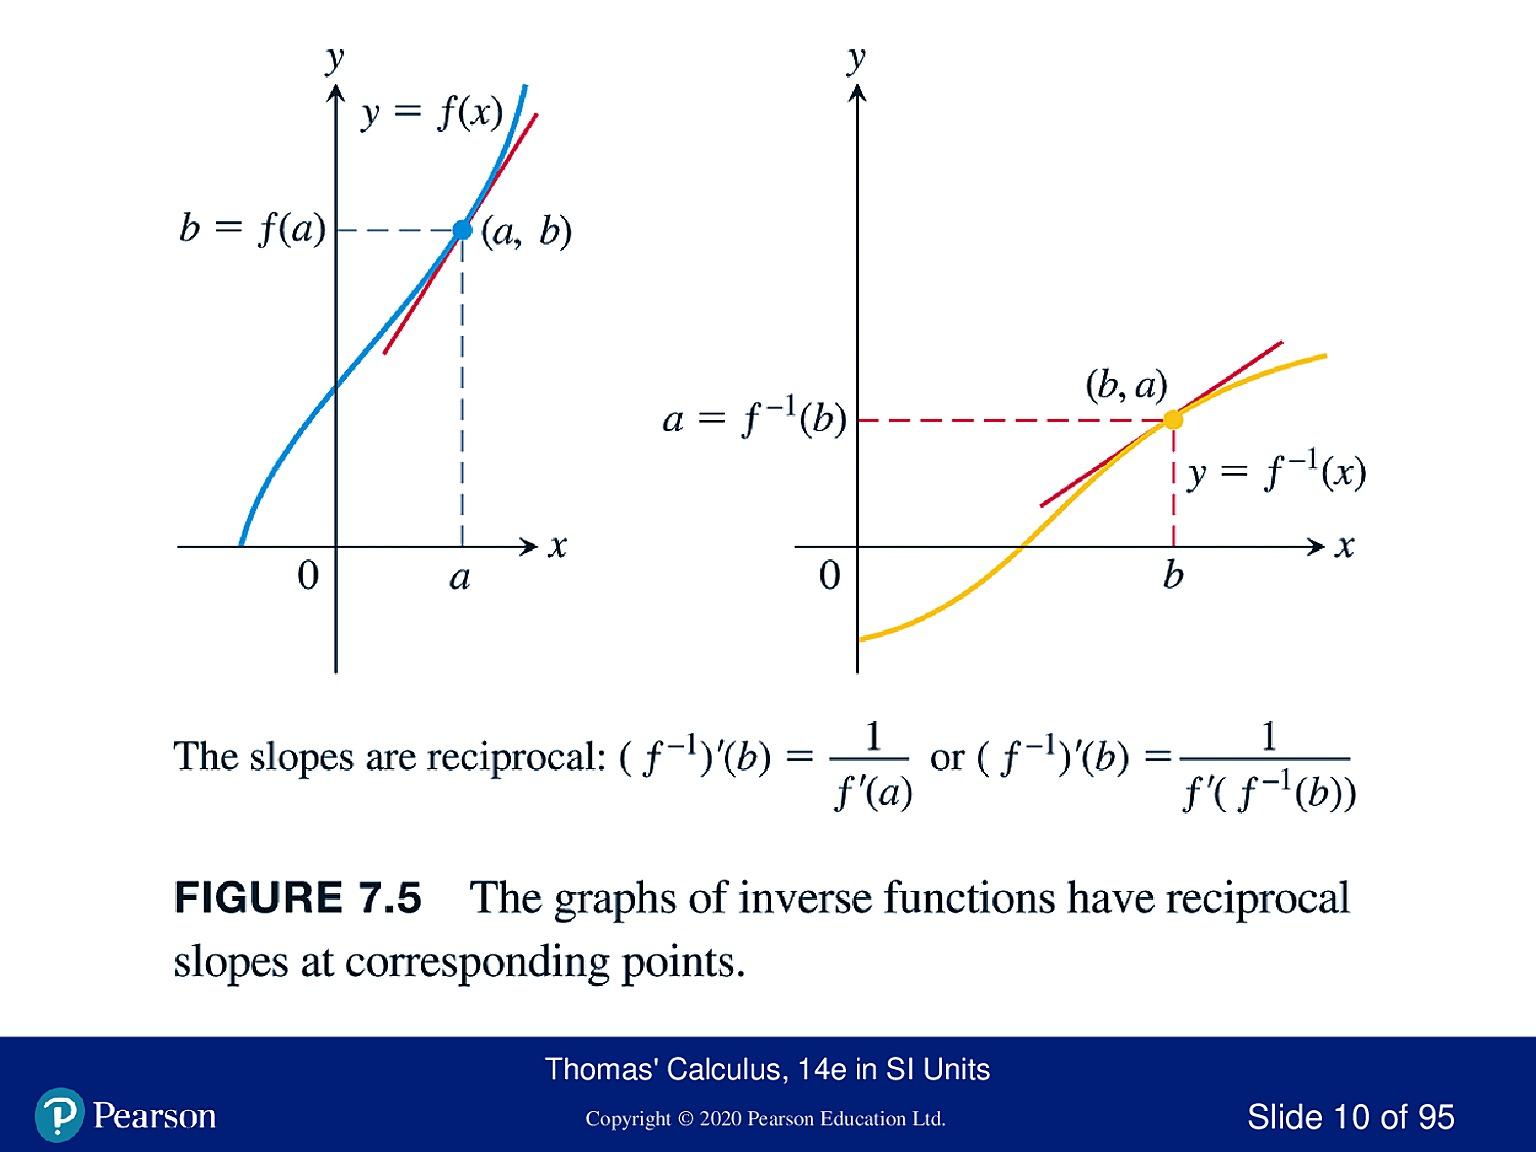 y
y = f(x)
b = f(a)
(a, b)
x
0
a
y
(b, a)
a = f⁻¹(b)
y = f⁻¹(x)
x
0
b
The slopes are reciprocal: (f⁻¹)′(b) = 1/f′(a) or (f⁻¹)′(b) = 1/f′(f⁻¹(b))
FIGURE 7.5 The graphs of inverse functions have reciprocal
slopes at corresponding points.
Thomas' Calculus, 14e in SI Units
Pearson
Copyright © 2020 Pearson Education Ltd.
Slide 10 of 95